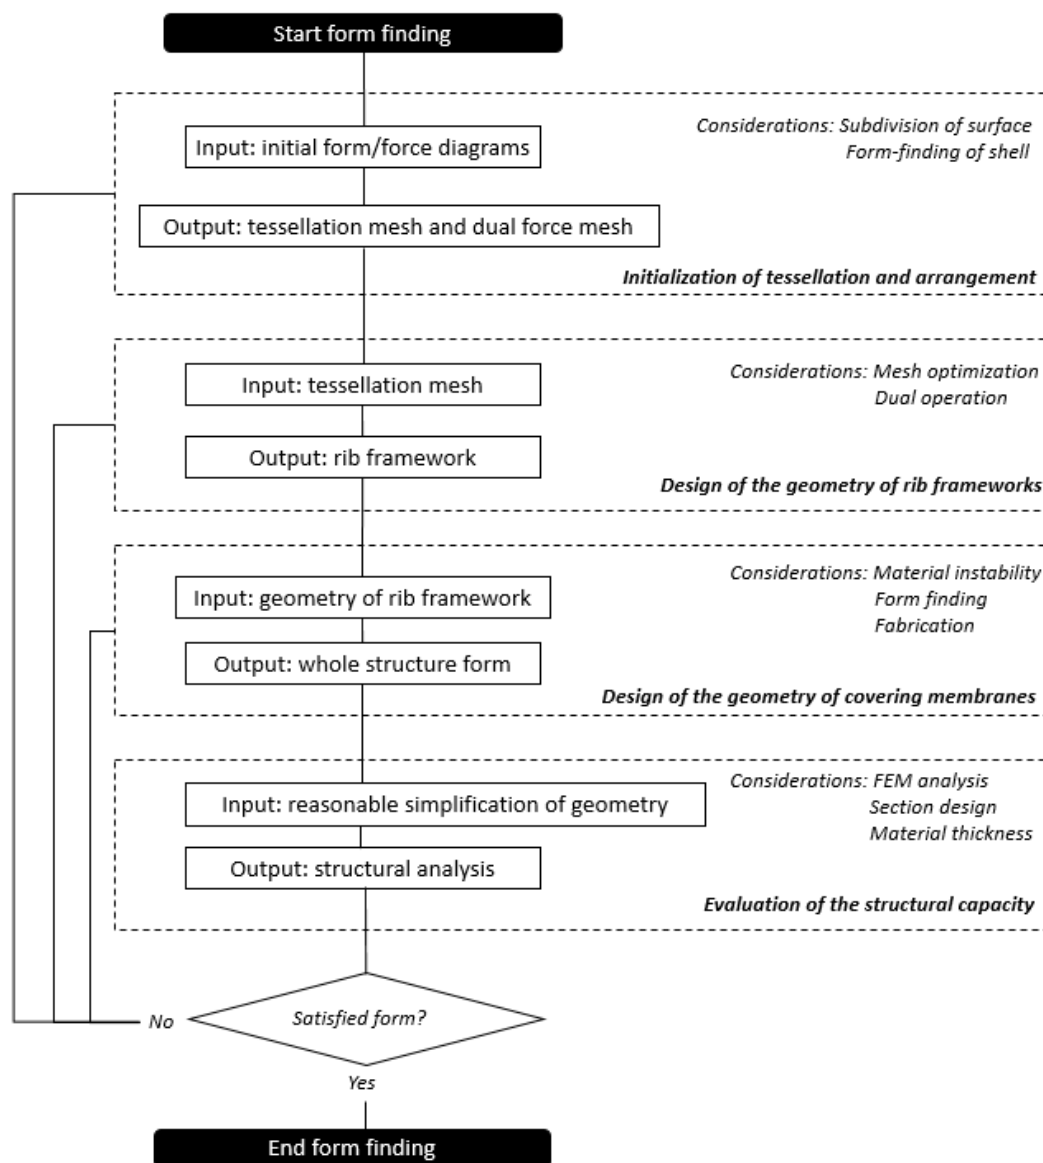 Start form finding
Considerations: Subdivision of surface
Input: initial form/force diagrams
Form-finding of shell
Output: tessellation mesh and dual force mesh
Initialization of tessellation and arrangement
Considerations: Mesh optimization
Input: tessellation mesh
Dual operation
Output: rib framework
Design of the geometry of rib frameworks
Considerations: Material instability
Input: geometry of rib framework
Form finding
Fabrication
Output: whole structure form
Design of the geometry of covering membranes
Considerations: FEM analysis
Input: reasonable simplification of geometry
Section design
Material thickness
Output: structural analysis
Evaluation of the structural capacity
Satisfied form?
No
Yes
End form finding